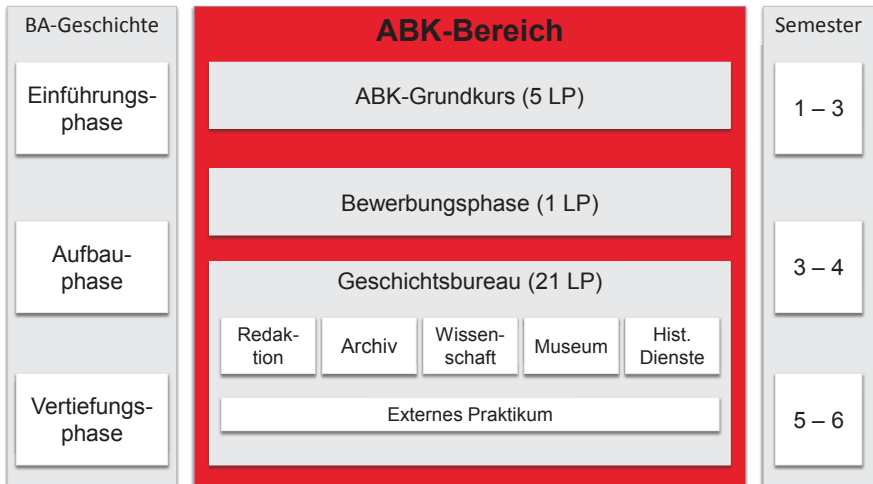 BA-Geschichte
Einführungs-
phase
Aufbau-
phase
Vertiefungs-
phase
ABK-Bereich
ABK-Grundkurs (5 LP)
Bewerbungsphase (1 LP)
Geschichtsbureau (21 LP)
Redak-
tion
Archiv
Wissen-
schaft
Museum
Hist.
Dienste
Externes Praktikum
Semester
1 – 3
3 – 4
5 – 6